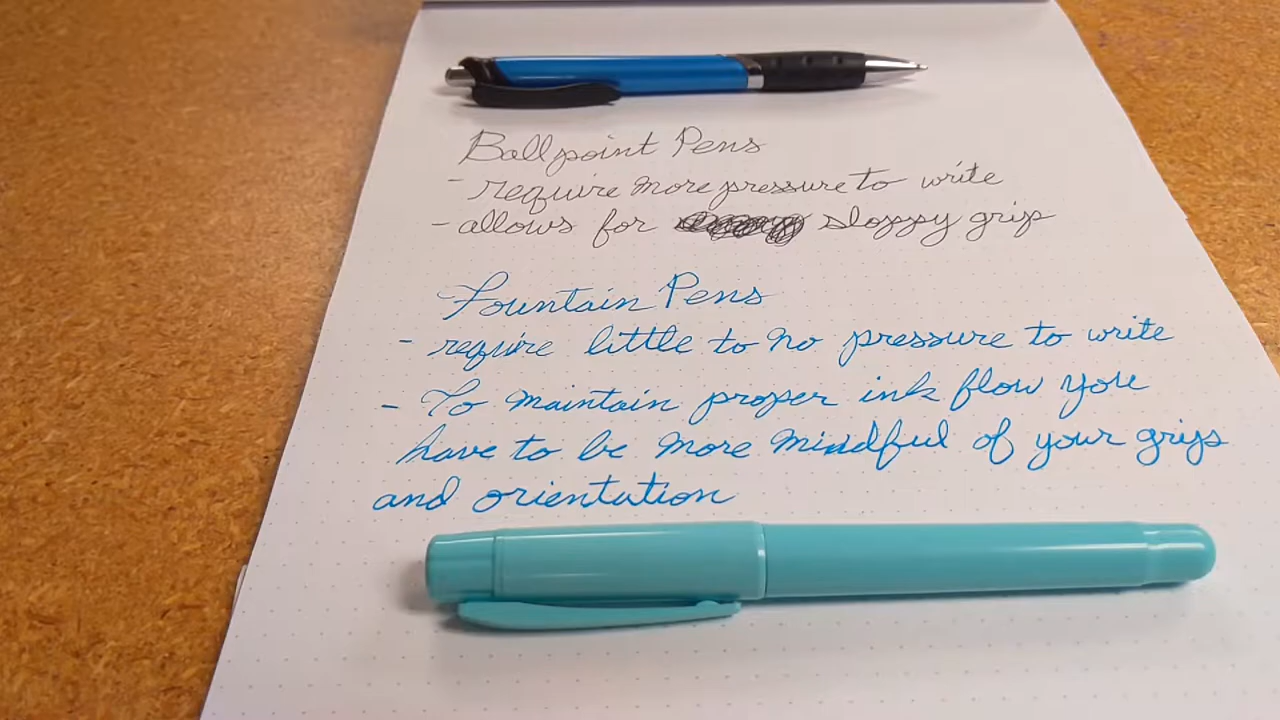 Ballpoint Pens
- require more pressure to write
- allows for sloppy grip
Fountain Pens
- require little to no pressure to write
- To maintain proper ink flow you
have to be more mindful of your grip
and orientation